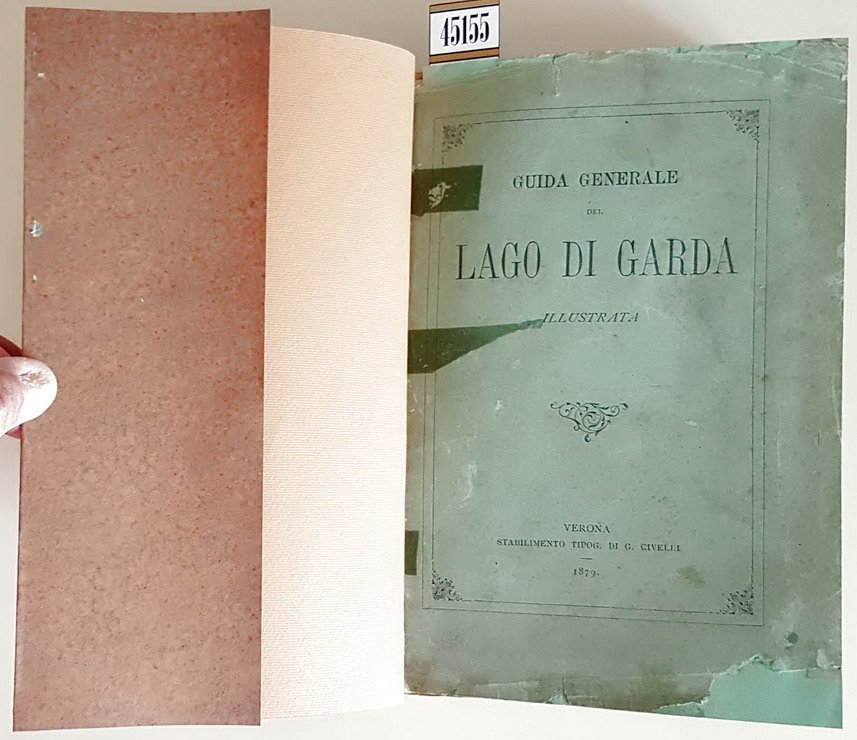 45155
GUIDA GENERALE
DEL
LAGO DI GARDA
ILLUSTRATA
VERONA
STABILIMENTO TIPOG. DI G. CIVELLI
1879.